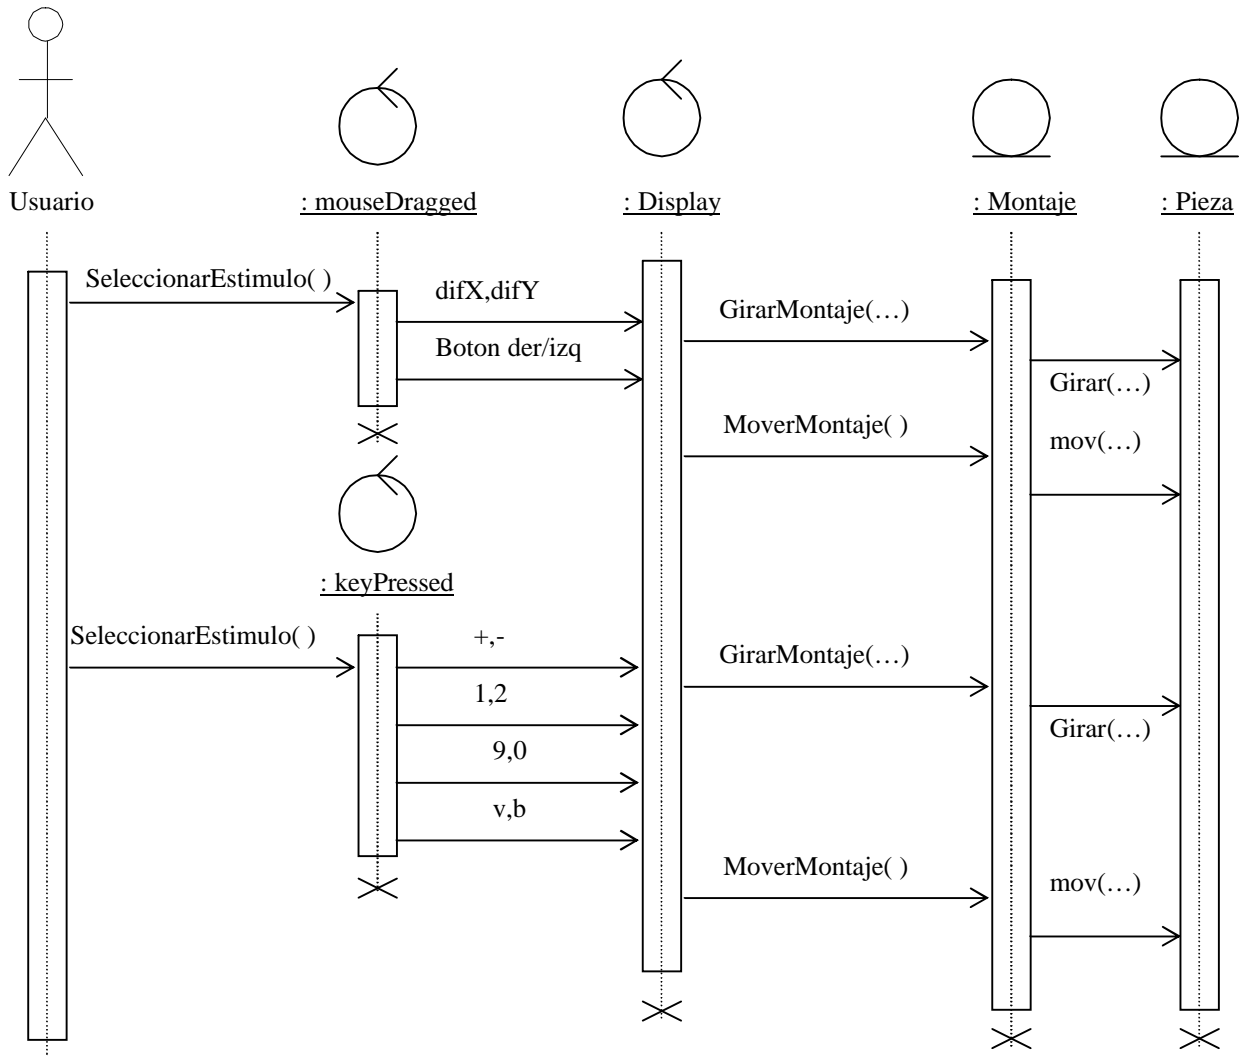 Usuario
: mouseDragged
: Display
: Montaje
: Pieza
SeleccionarEstimulo( )
difX,difY
GirarMontaje(…)
Boton der/izq
Girar(…)
MoverMontaje( )
mov(…)
: keyPressed
SeleccionarEstimulo( )
+,-
GirarMontaje(…)
1,2
Girar(…)
9,0
v,b
MoverMontaje( )
mov(…)